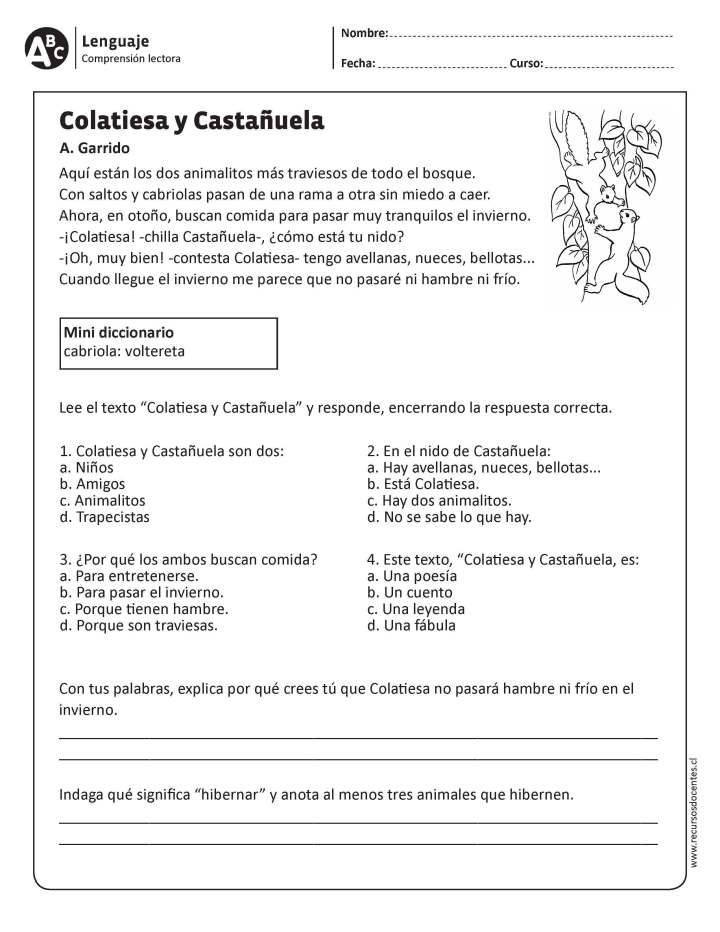 ABC
Lenguaje
Comprensión lectora
Nombre:
Fecha: Curso:
Colatiesa y Castañuela
A. Garrido
Aquí están los dos animalitos más traviesos de todo el bosque.
Con saltos y cabriolas pasan de una rama a otra sin miedo a caer.
Ahora, en otoño, buscan comida para pasar muy tranquilos el invierno.
-¡Colatiesa! -chilla Castañuela-, ¿cómo está tu nido?
-¡Oh, muy bien! -contesta Colatiesa- tengo avellanas, nueces, bellotas...
Cuando llegue el invierno me parece que no pasaré ni hambre ni frío.
Mini diccionario
cabriola: voltereta
Lee el texto “Colatiesa y Castañuela” y responde, encerrando la respuesta correcta.
1. Colatiesa y Castañuela son dos:
a. Niños
b. Amigos
c. Animalitos
d. Trapecistas
2. En el nido de Castañuela:
a. Hay avellanas, nueces, bellotas...
b. Está Colatiesa.
c. Hay dos animalitos.
d. No se sabe lo que hay.
3. ¿Por qué los ambos buscan comida?
a. Para entretenerse.
b. Para pasar el invierno.
c. Porque tienen hambre.
d. Porque son traviesas.
4. Este texto, “Colatiesa y Castañuela, es:
a. Una poesía
b. Un cuento
c. Una leyenda
d. Una fábula
Con tus palabras, explica por qué crees tú que Colatiesa no pasará hambre ni frío en el
invierno.
Indaga qué significa “hibernar” y anota al menos tres animales que hibernen.
www.recursosdocentes.cl